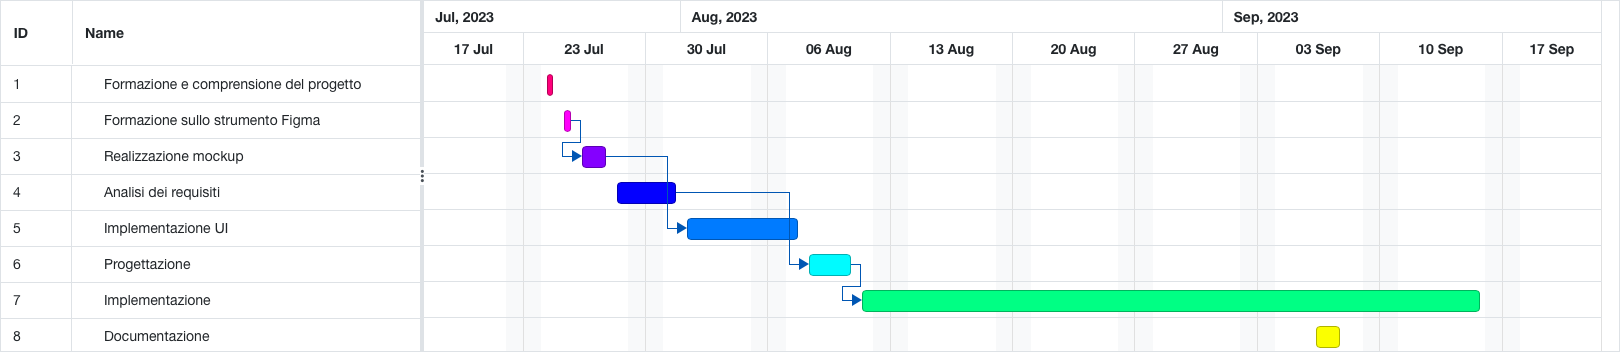 ID Name Jul, 2023 Aug, 2023 Sep, 2023
17 Jul 23 Jul 30 Jul 06 Aug 13 Aug 20 Aug 27 Aug 03 Sep 10 Sep 17 Sep
1 Formazione e comprensione del progetto
2 Formazione sullo strumento Figma
3 Realizzazione mockup
4 Analisi dei requisiti
5 Implementazione UI
6 Progettazione
7 Implementazione
8 Documentazione